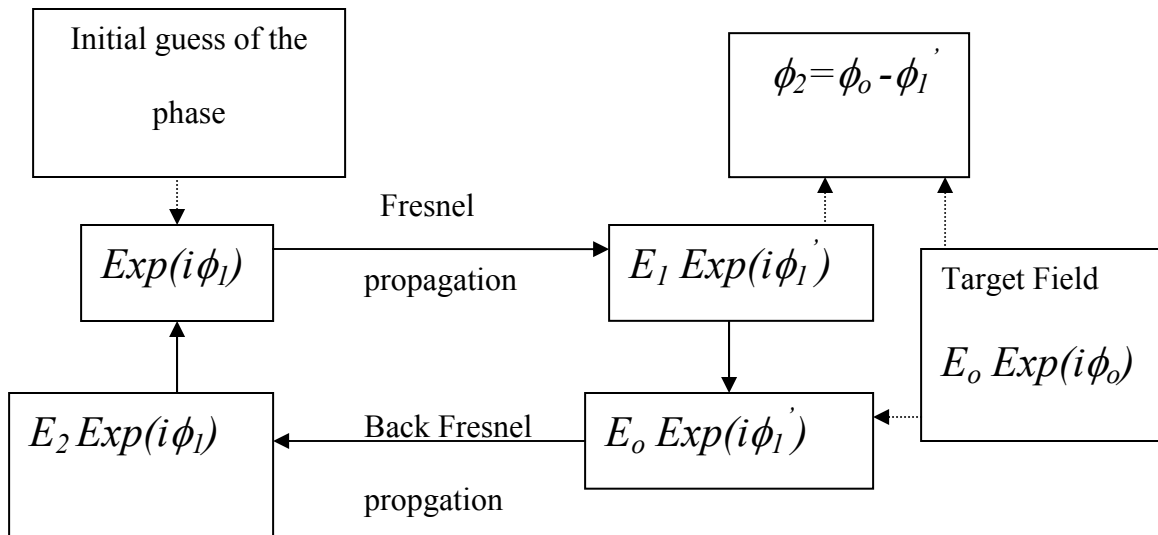 Initial guess of the
phase
ϕ₂=ϕₒ-ϕ₁’
Fresnel
propagation
Exp(iϕ₁)
E₁ Exp(iϕ₁’)
Target Field
Eₒ Exp(iϕₒ)
E₂ Exp(iϕ₁)
Back Fresnel
propgation
Eₒ Exp(iϕ₁’)